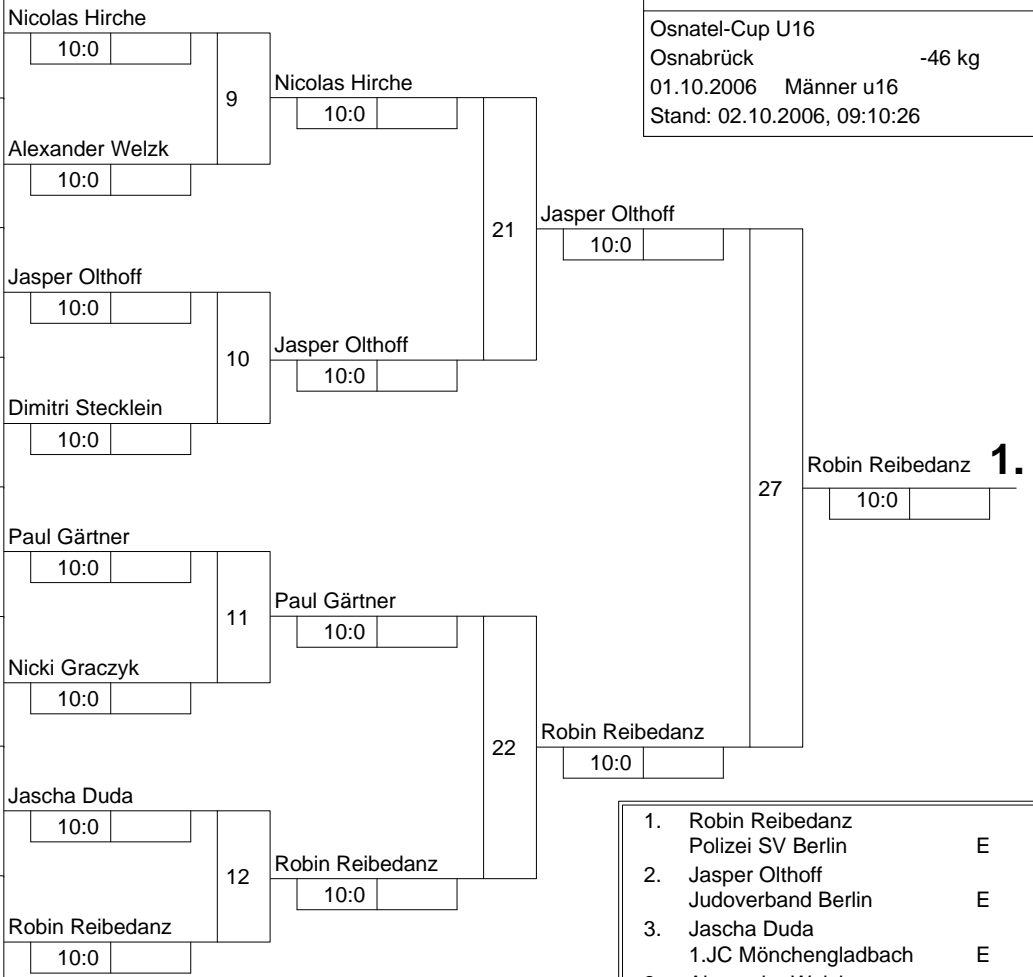 Nicolas Hirche
10:0
9
Alexander Welzk
10:0
Nicolas Hirche
10:0
21
Jasper Olthoff
10:0
10
Dimitri Stecklein
10:0
Jasper Olthoff
10:0
Jasper Olthoff
10:0
27
Paul Gärtner
10:0
11
Nicki Graczyk
10:0
Paul Gärtner
10:0
22
Jascha Duda
10:0
12
Robin Reibedanz
10:0
Robin Reibedanz
10:0
Robin Reibedanz
10:0
Robin Reibedanz 1.
10:0
Osnatel-Cup U16
Osnabrück -46 kg
01.10.2006 Männer u16
Stand: 02.10.2006, 09:10:26
1. Robin Reibedanz
Polizei SV Berlin E
2. Jasper Olthoff
Judoverband Berlin E
3. Jascha Duda
1.JC Mönchengladbach E